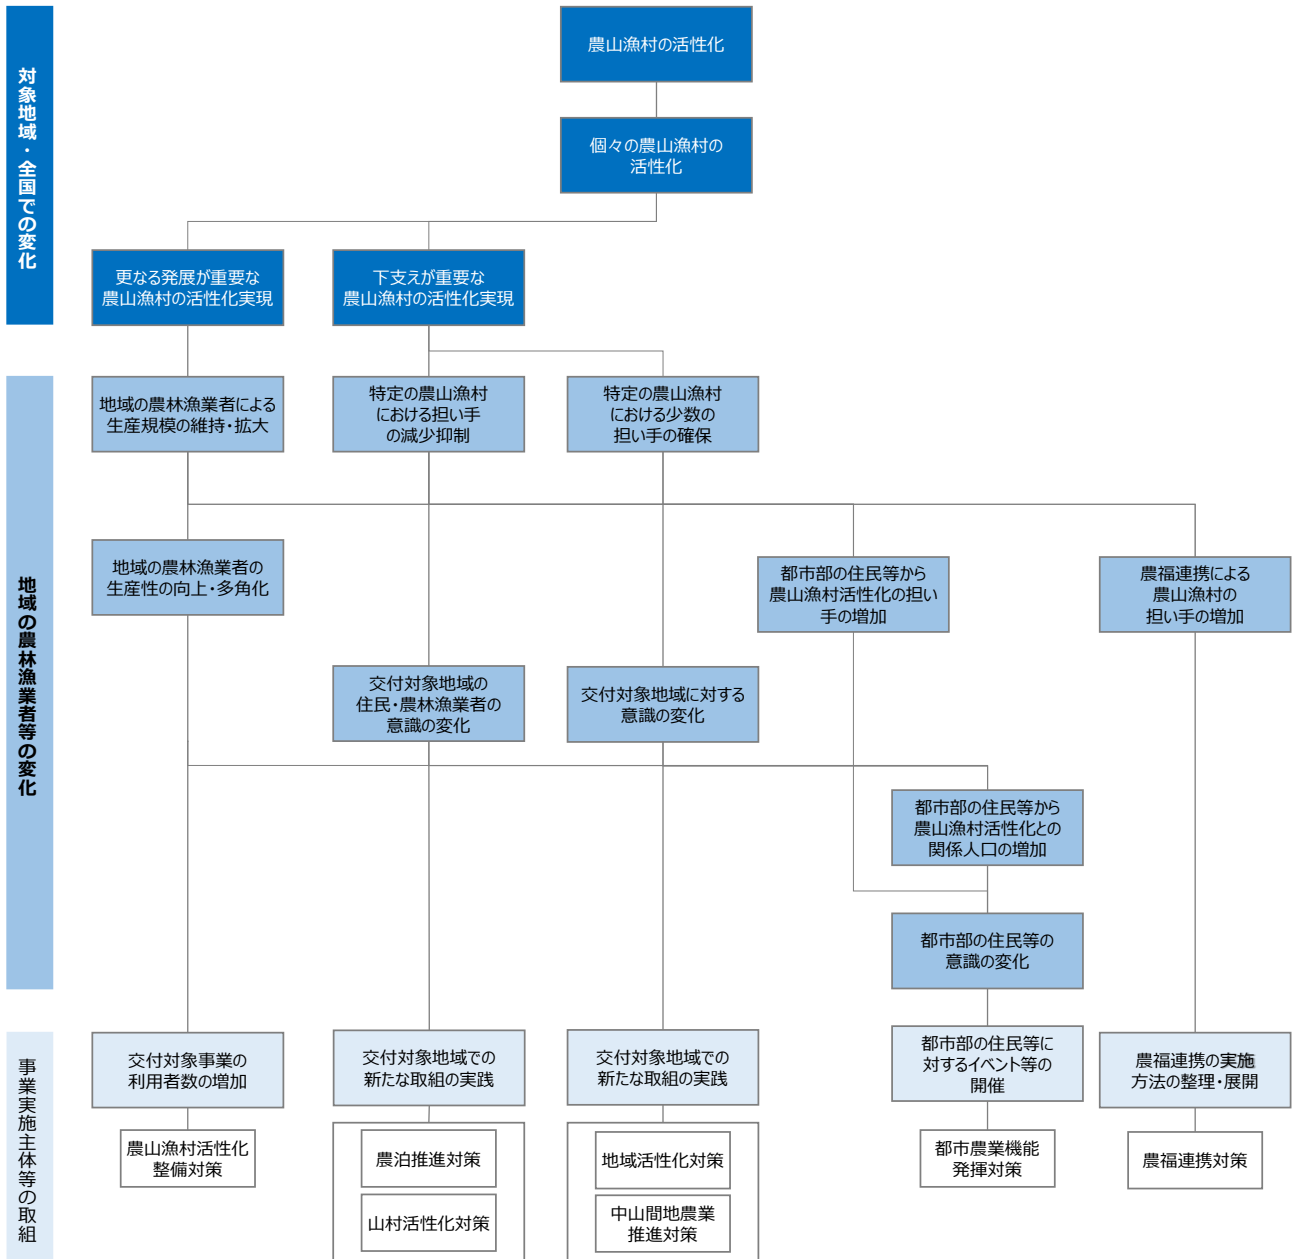 対象地域・全国での変化
農山漁村の活性化
個々の農山漁村の
活性化
更なる発展が重要な
農山漁村の活性化実現
下支えが重要な
農山漁村の活性化実現
地域の農林漁業者等の変化
地域の農林漁業者による
生産規模の維持・拡大
特定の農山漁村
における担い手
の減少抑制
特定の農山漁村
における少数の
担い手の確保
地域の農林漁業者の
生産性の向上・多角化
都市部の住民等から
農山漁村活性化の担い
手の増加
農福連携による
農山漁村の
担い手の増加
交付対象地域の
住民・農林漁業者の
意識の変化
交付対象地域に対する
意識の変化
都市部の住民等から
農山漁村活性化との
関係人口の増加
都市部の住民等の
意識の変化
事業実施主体等の取組
交付対象事業の
利用者数の増加
交付対象地域での
新たな取組の実践
交付対象地域での
新たな取組の実践
都市部の住民等に
対するイベント等の
開催
農福連携の実施
方法の整理・展開
農山漁村活性化
整備対策
農泊推進対策
山村活性化対策
地域活性化対策
中山間地農業
推進対策
都市農業機能
発揮対策
農福連携対策